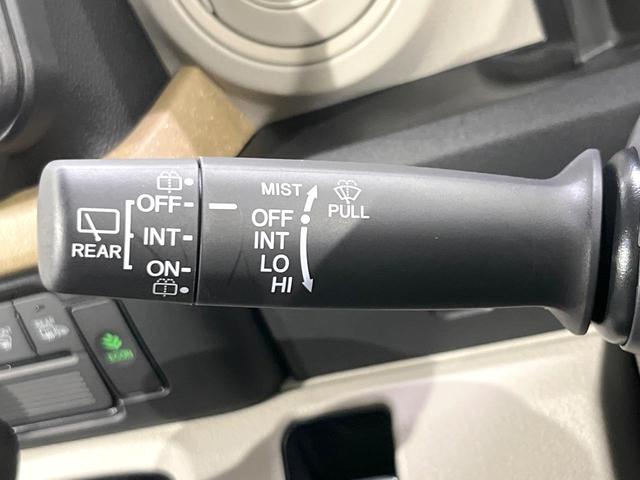 OFF
INT
ON
REAR
MIST
OFF
INT
LO
HI
PULL
ECON